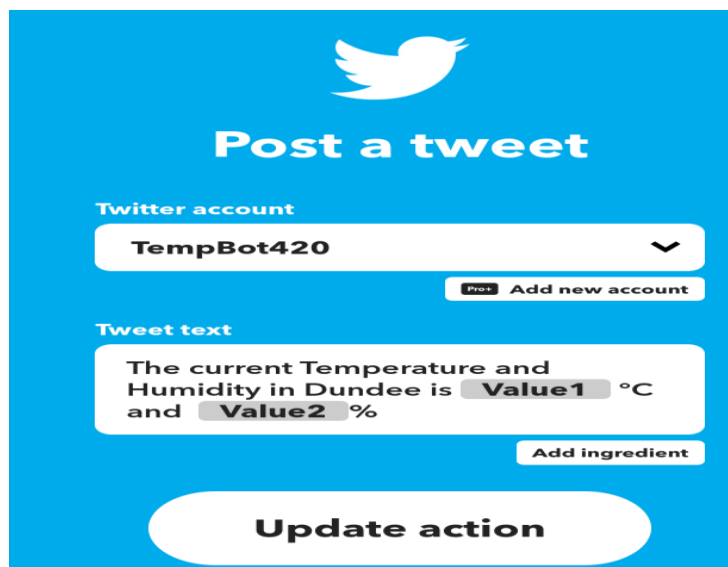 Post a tweet
Twitter account
TempBot420
Pro+ Add new account
Tweet text
The current Temperature and
Humidity in Dundee is Value1 °C
and Value2 %
Add ingredient
Update action